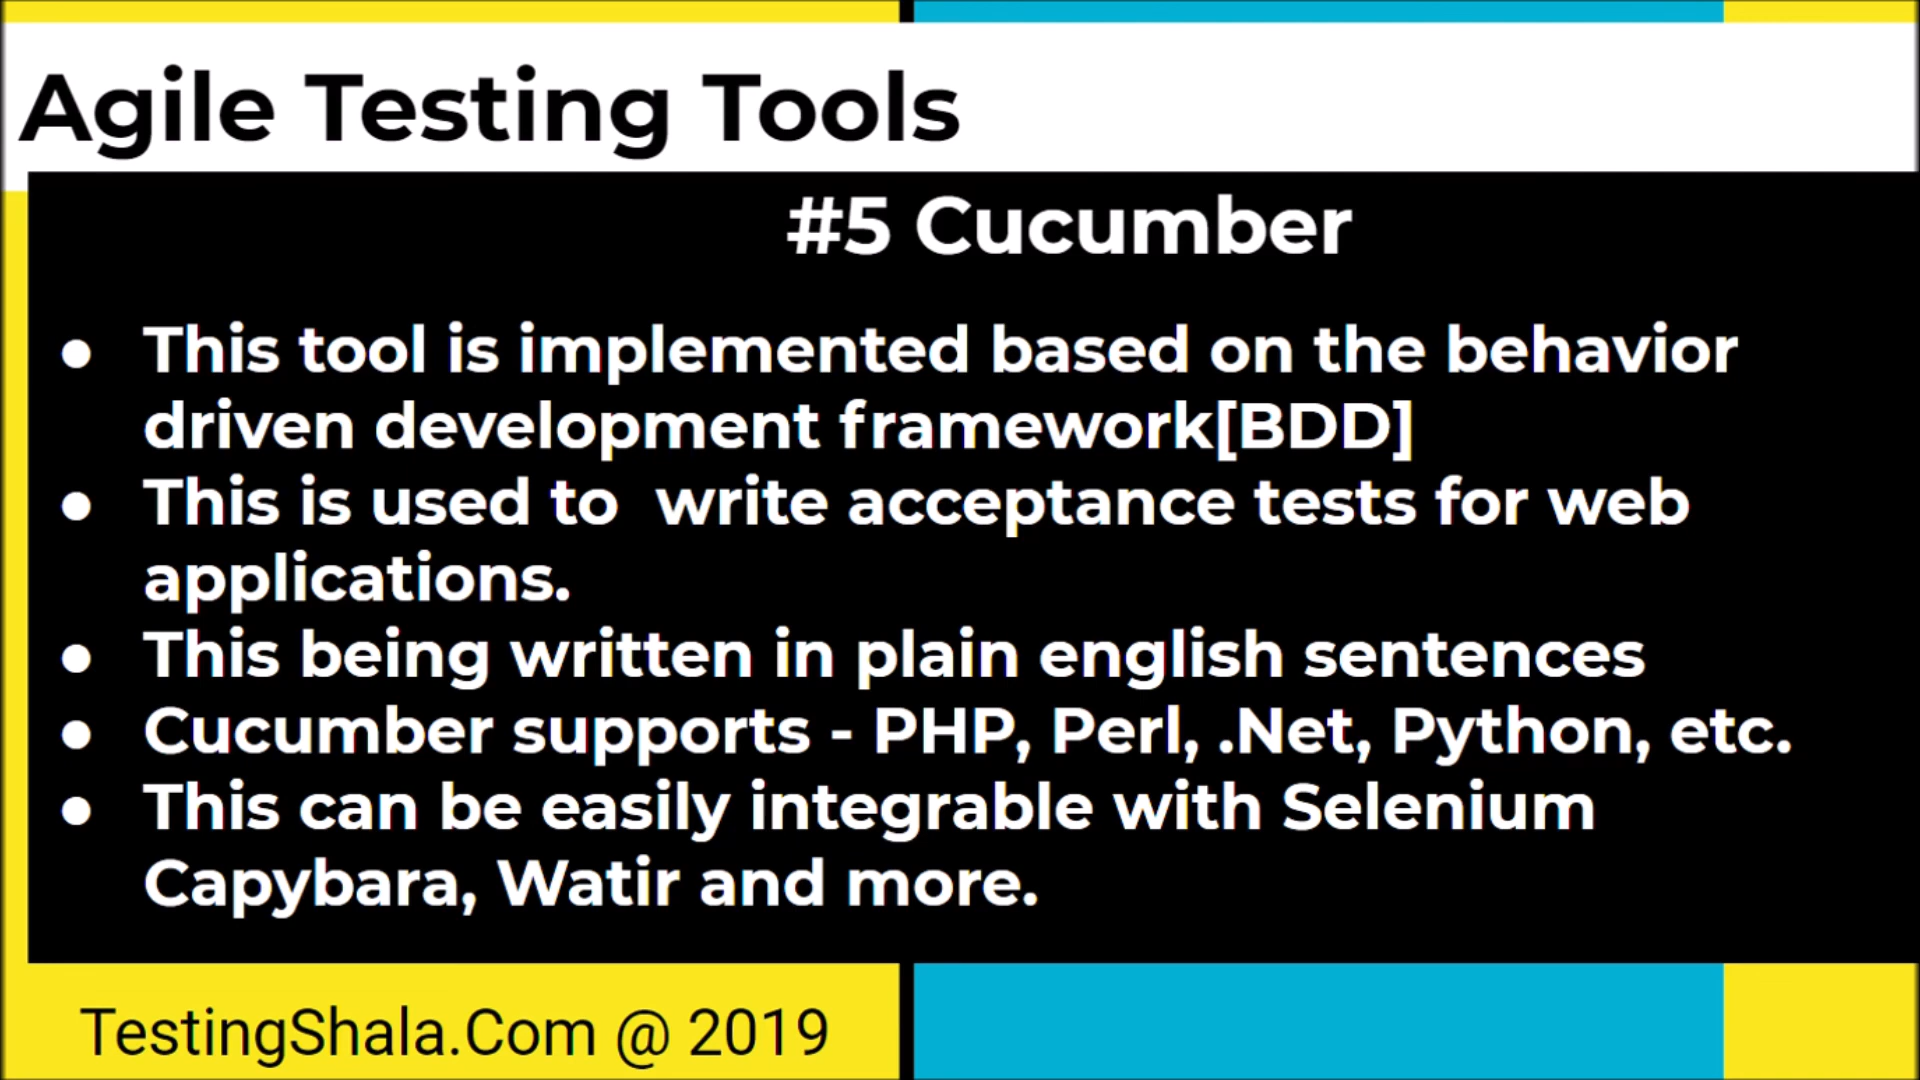 Agile Testing Tools
#5 Cucumber
● This tool is implemented based on the behavior
driven development framework[BDD]
● This is used to  write acceptance tests for web
applications.
● This being written in plain english sentences
● Cucumber supports - PHP, Perl, .Net, Python, etc.
● This can be easily integrable with Selenium
Capybara, Watir and more.
TestingShala.Com @ 2019